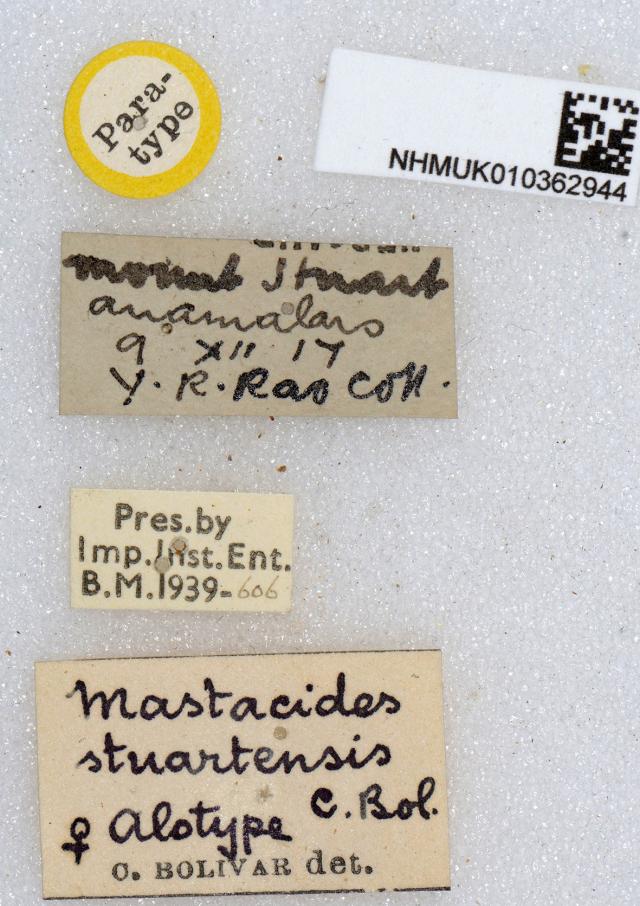 Para-
type
NHMUK010362944
mount Stuart
anamalais
9 XII 17
Y. R. Rao Coll.
Pres.by
Imp.Inst.Ent.
B.M.1939-606
Mastacides
stuartensis
C. Bol.
♀ Alotype
C. BOLIVAR det.